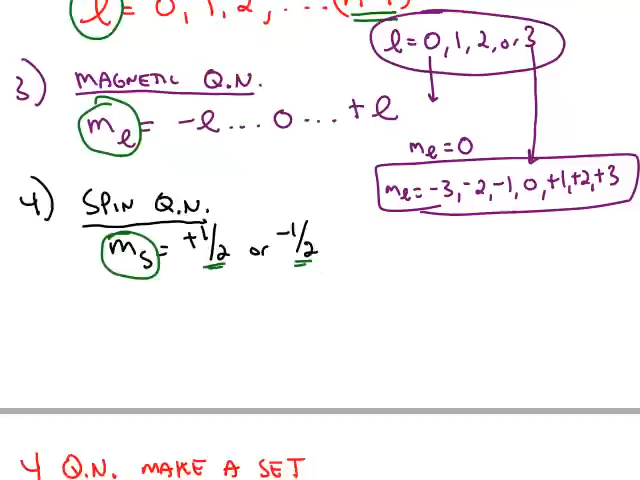 l = 0, 1, 2, ... (n-1)
l = 0, 1, 2, or 3
3) MAGNETIC Q.N.
mₗ = -l ... 0 ... + l
mₗ = 0
mₗ = -3, -2, -1, 0, +1, +2, +3
4) SPIN Q.N.
mₛ = +1/2 or -1/2
4 Q.N. MAKE A SET